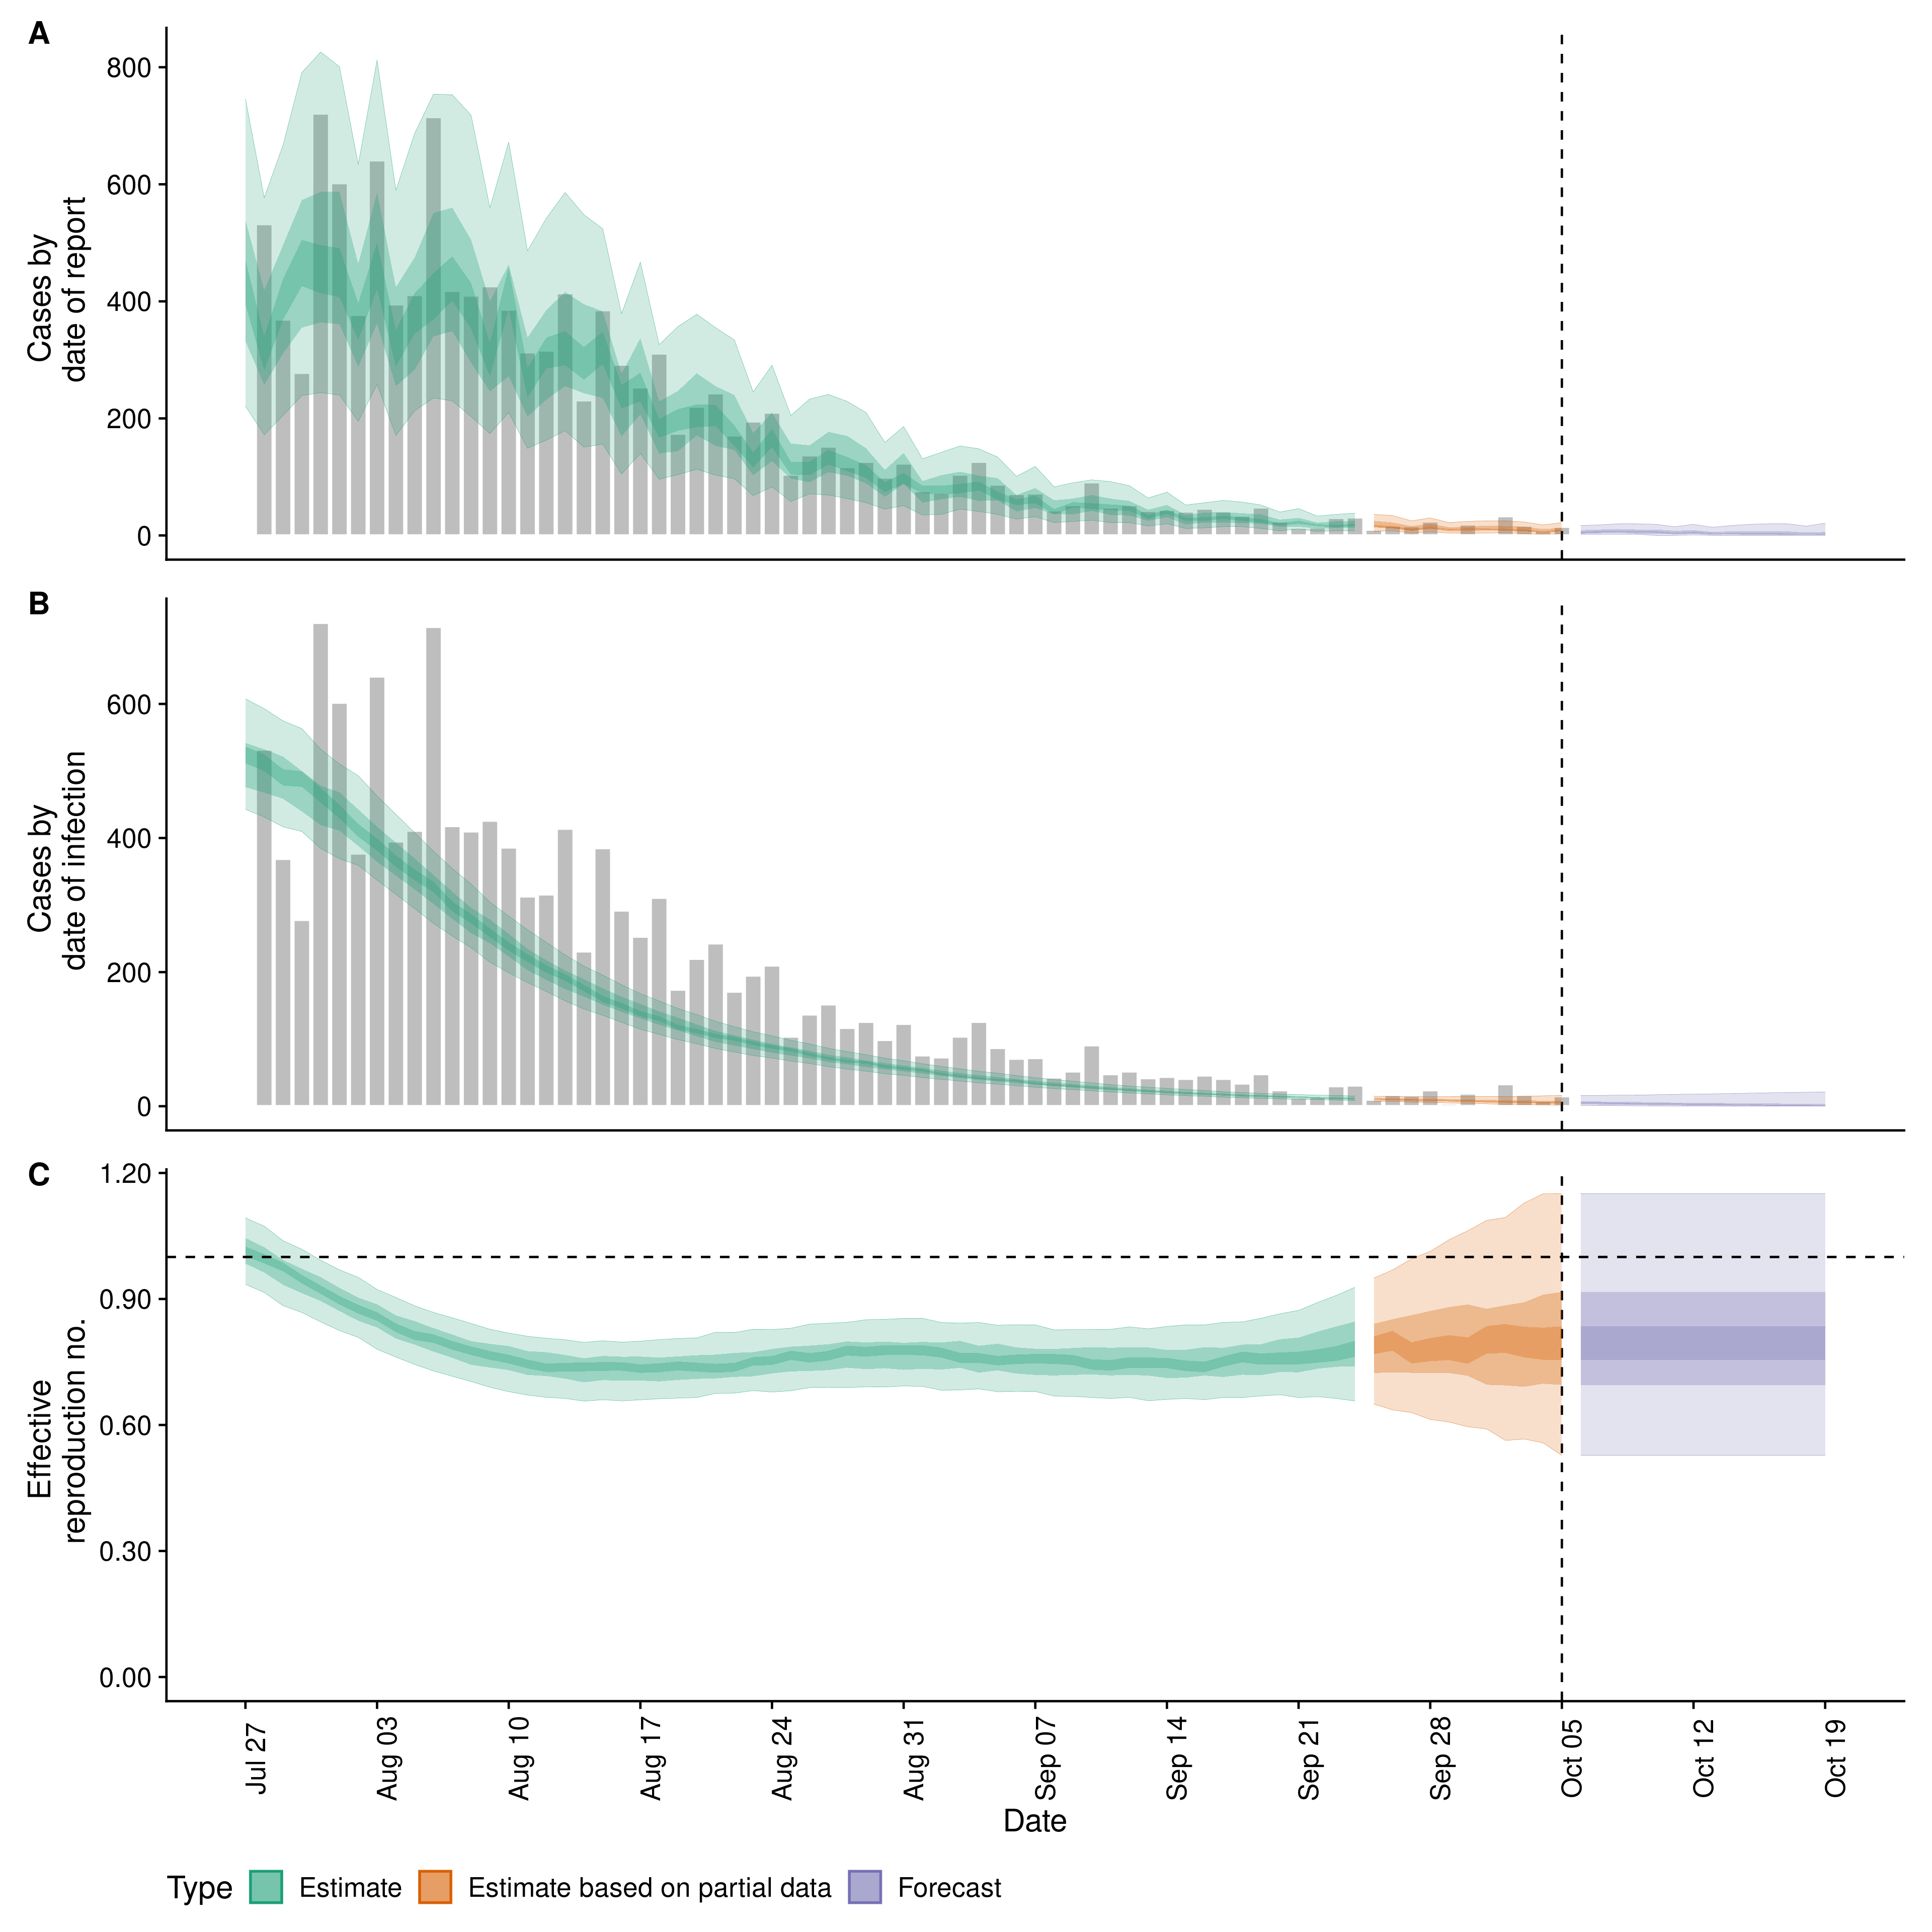 A
Cases by
date of report
800
600
400
200
0
B
Cases by
date of infection
600
400
200
0
C
Effective
reproduction no.
1.20
0.90
0.60
0.30
0.00
Jul 27
Aug 03
Aug 10
Aug 17
Aug 24
Aug 31
Sep 07
Sep 14
Sep 21
Sep 28
Oct 05
Oct 12
Oct 19
Date
Type Estimate Estimate based on partial data Forecast